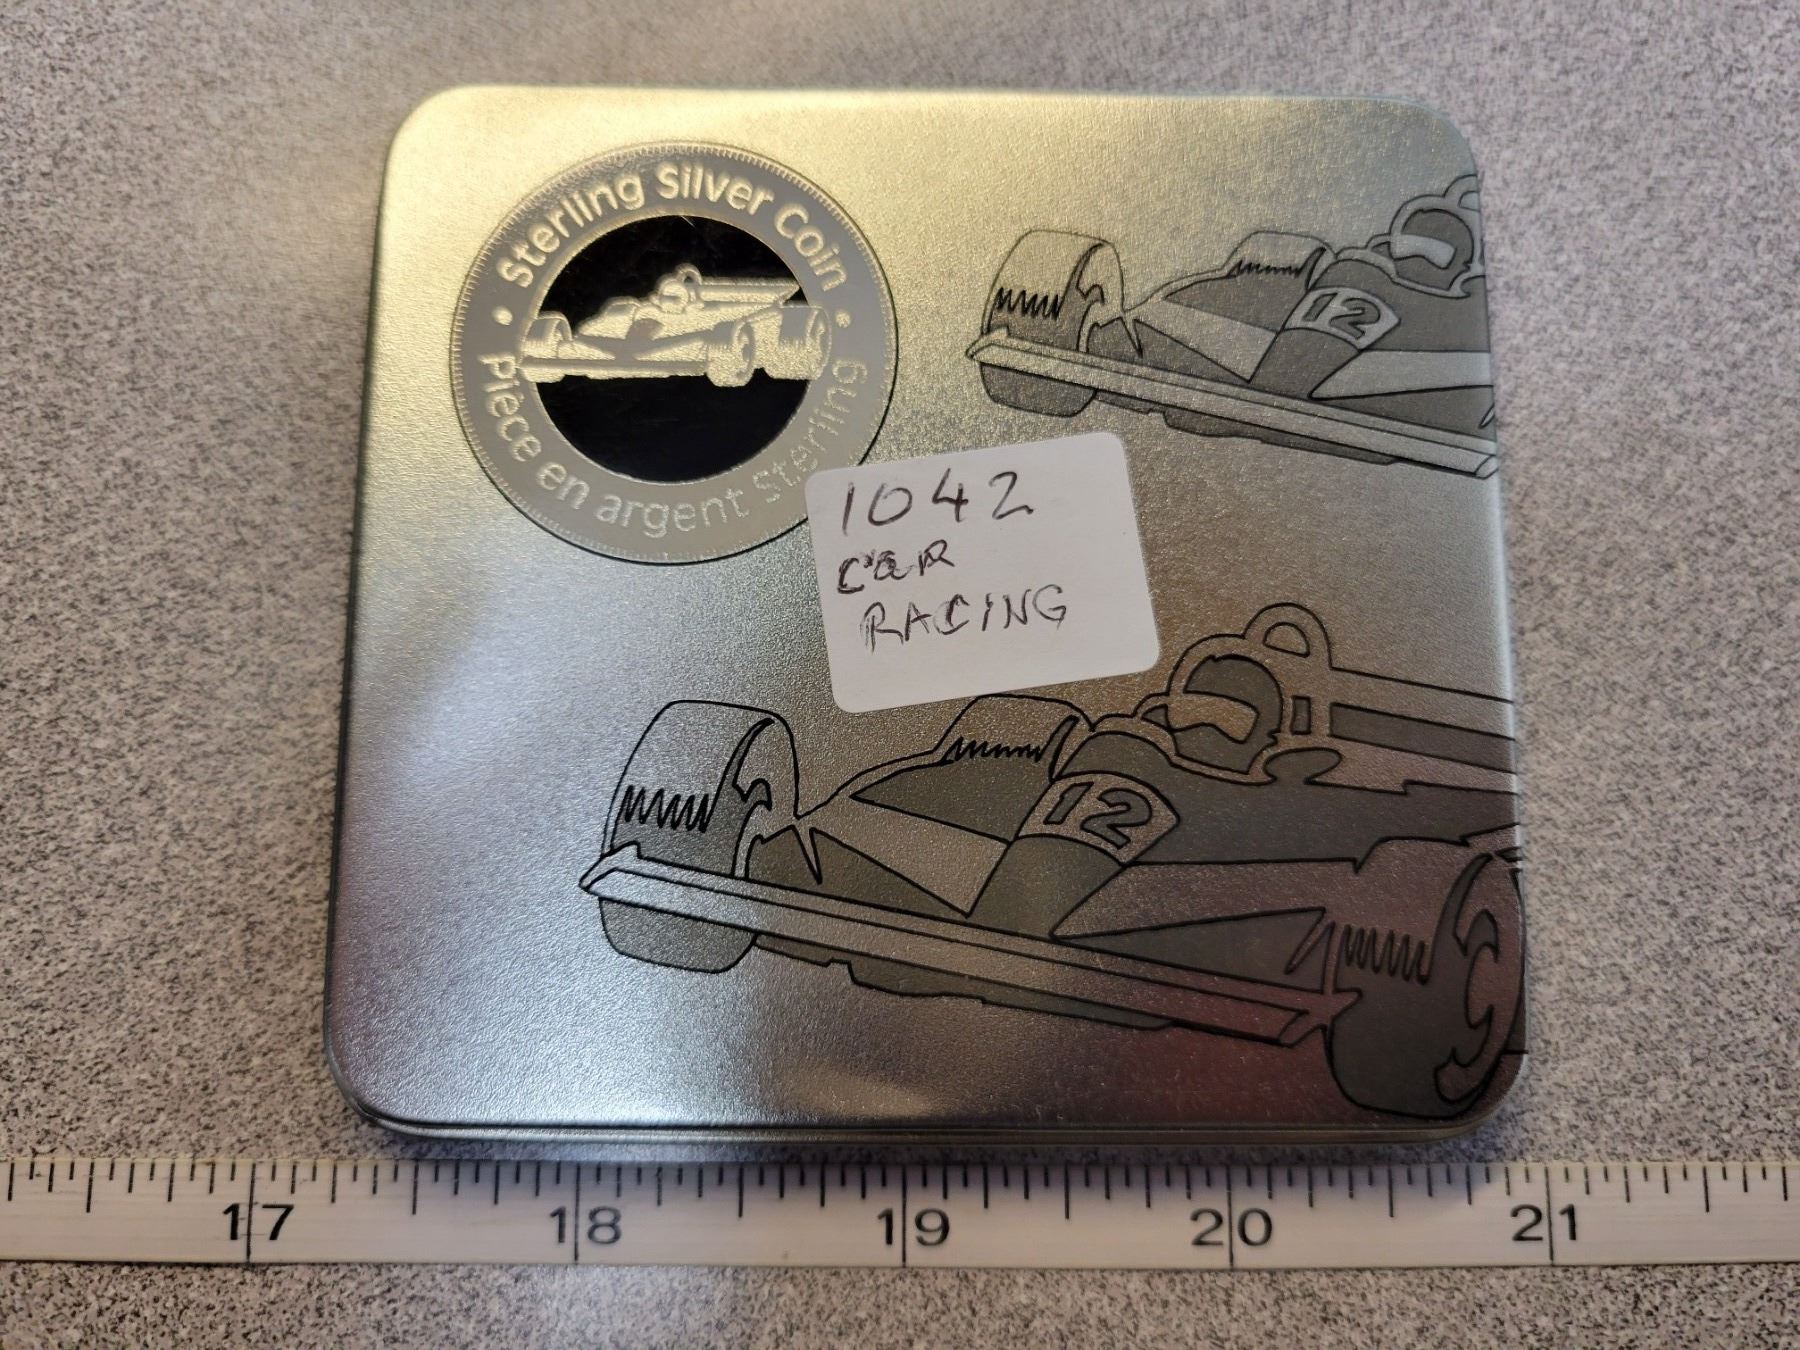 • Sterling Silver Coin •
Pièce en argent Sterling
12
1042
CAR
RACING
12
17 18 19 20 21